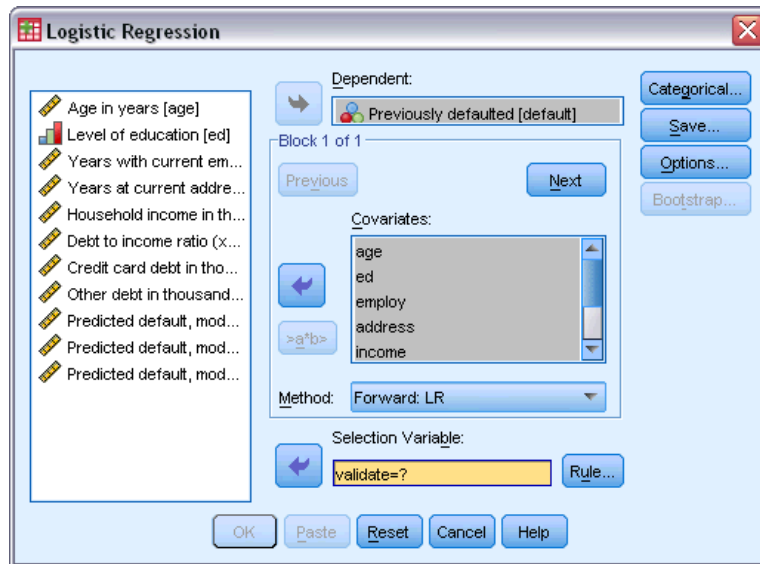 Logistic Regression
Age in years [age]
Level of education [ed]
Years with current em...
Years at current addre...
Household income in th...
Debt to income ratio (x...
Credit card debt in tho...
Other debt in thousand...
Predicted default, mod...
Predicted default, mod...
Predicted default, mod...
Dependent:
Previously defaulted [default]
Block 1 of 1
Previous
Next
Covariates:
age
ed
employ
address
income
>a*b>
Method:
Forward: LR
Selection Variable:
validate=?
Rule...
Categorical...
Save...
Options...
Bootstrap...
OK
Paste
Reset
Cancel
Help